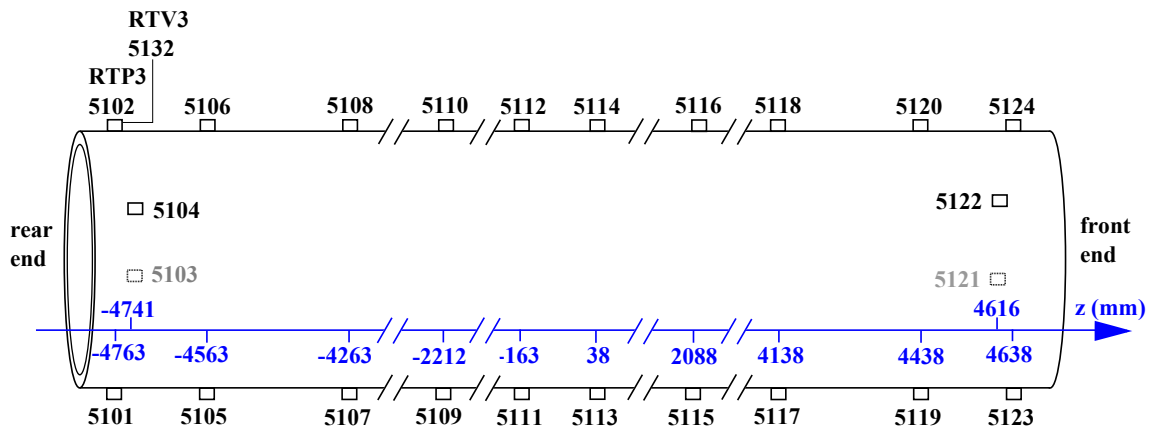 RTV3
5132
RTP3
5102 5106 5108 5110 5112 5114 5116 5118 5120 5124
5104 5122
rear
end
front
end
5103 5121
-4741 4616 z (mm)
-4763 -4563 -4263 -2212 -163 38 2088 4138 4438 4638
5101 5105 5107 5109 5111 5113 5115 5117 5119 5123